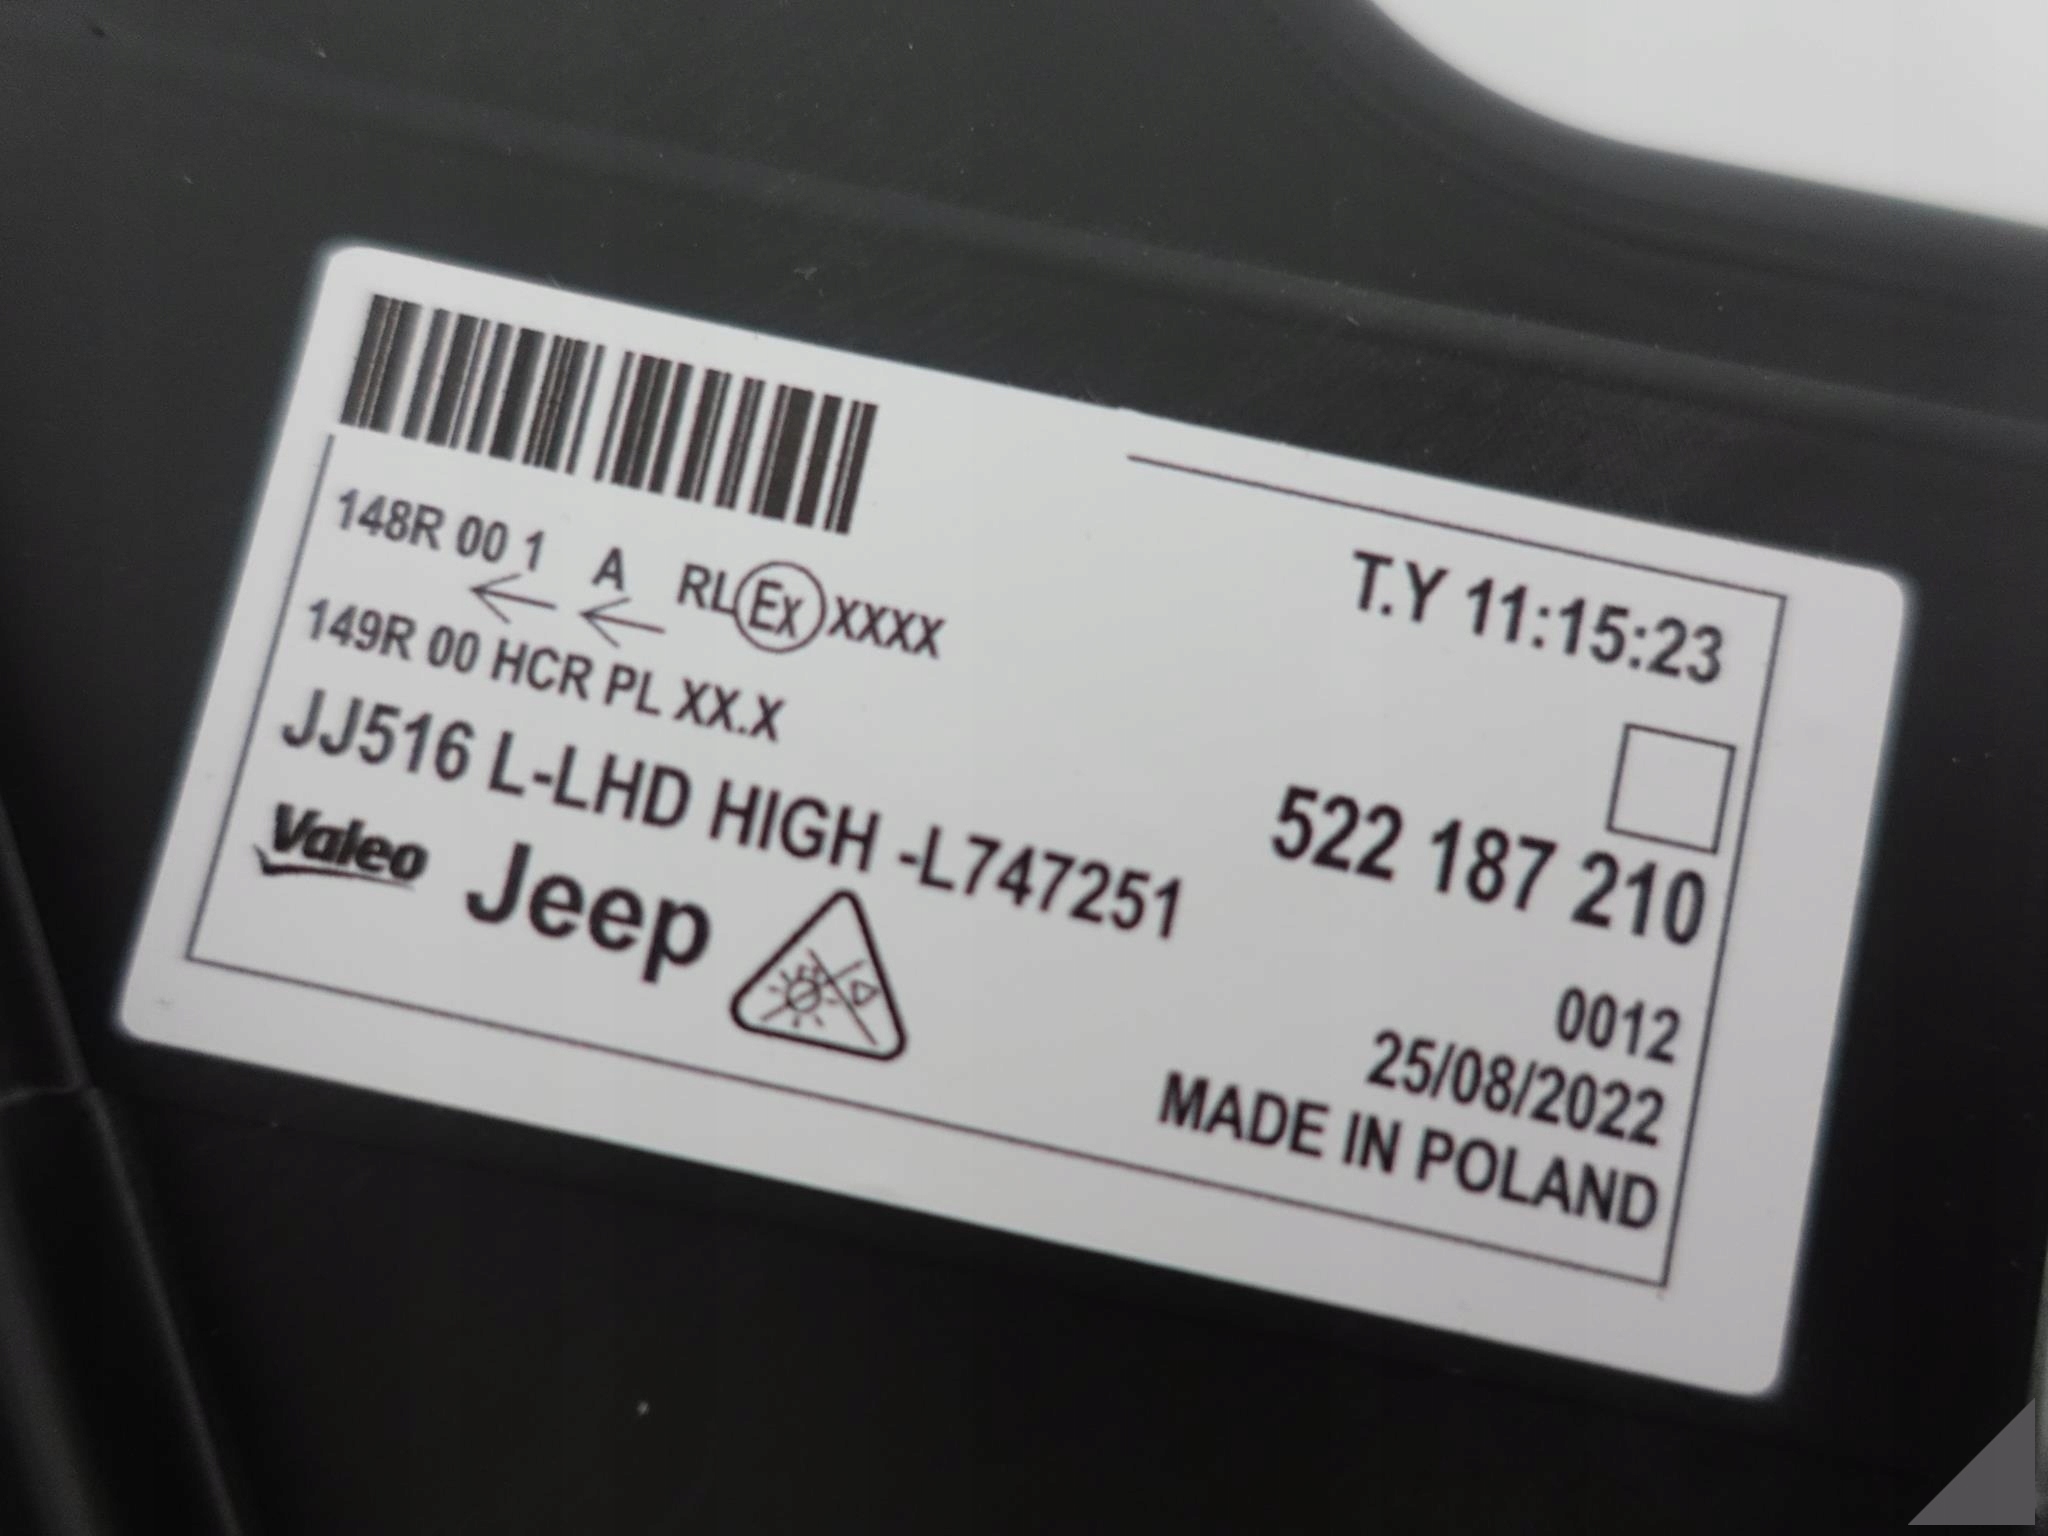 148R 00 1 A RL Ex XXXX
149R 00 HCR PL XX.X
JJ516 L-LHD HIGH -L747251
Valeo Jeep
T.Y 11:15:23
522 187 210
0012
25/08/2022
MADE IN POLAND